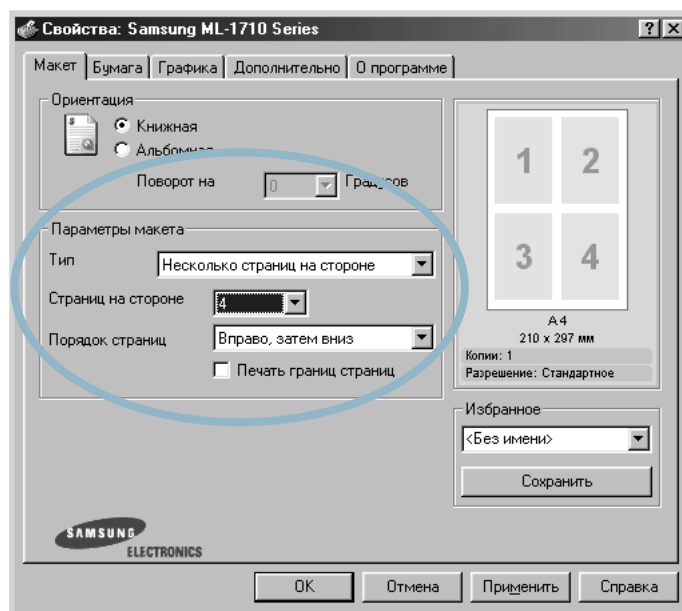 Свойства: Samsung ML-1710 Series
Макет Бумага Графика Дополнительно О программе
Ориентация
Книжная
Альбомная
Поворот на 0 Градусов
Параметры макета
Тип Несколько страниц на стороне
Страниц на стороне 4
Порядок страниц Вправо, затем вниз
Печать границ страниц
1 2
3 4
A4
210 x 297 мм
Копии: 1
Разрешение: Стандартное
Избранное
<Без имени>
Сохранить
SAMSUNG
ELECTRONICS
OK Отмена Применить Справка